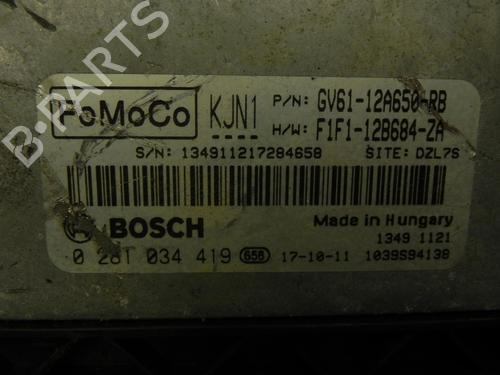 B-PARTS
FoMoCo KJN1 P/N: GV61-12A650-RB
H/W: F1F1-12B684-ZA
S/N: 134911217284658 SITE: DZL7S
BOSCH Made in Hungary
1349 1121
0 281 034 419 656 17-10-11 1039S94138